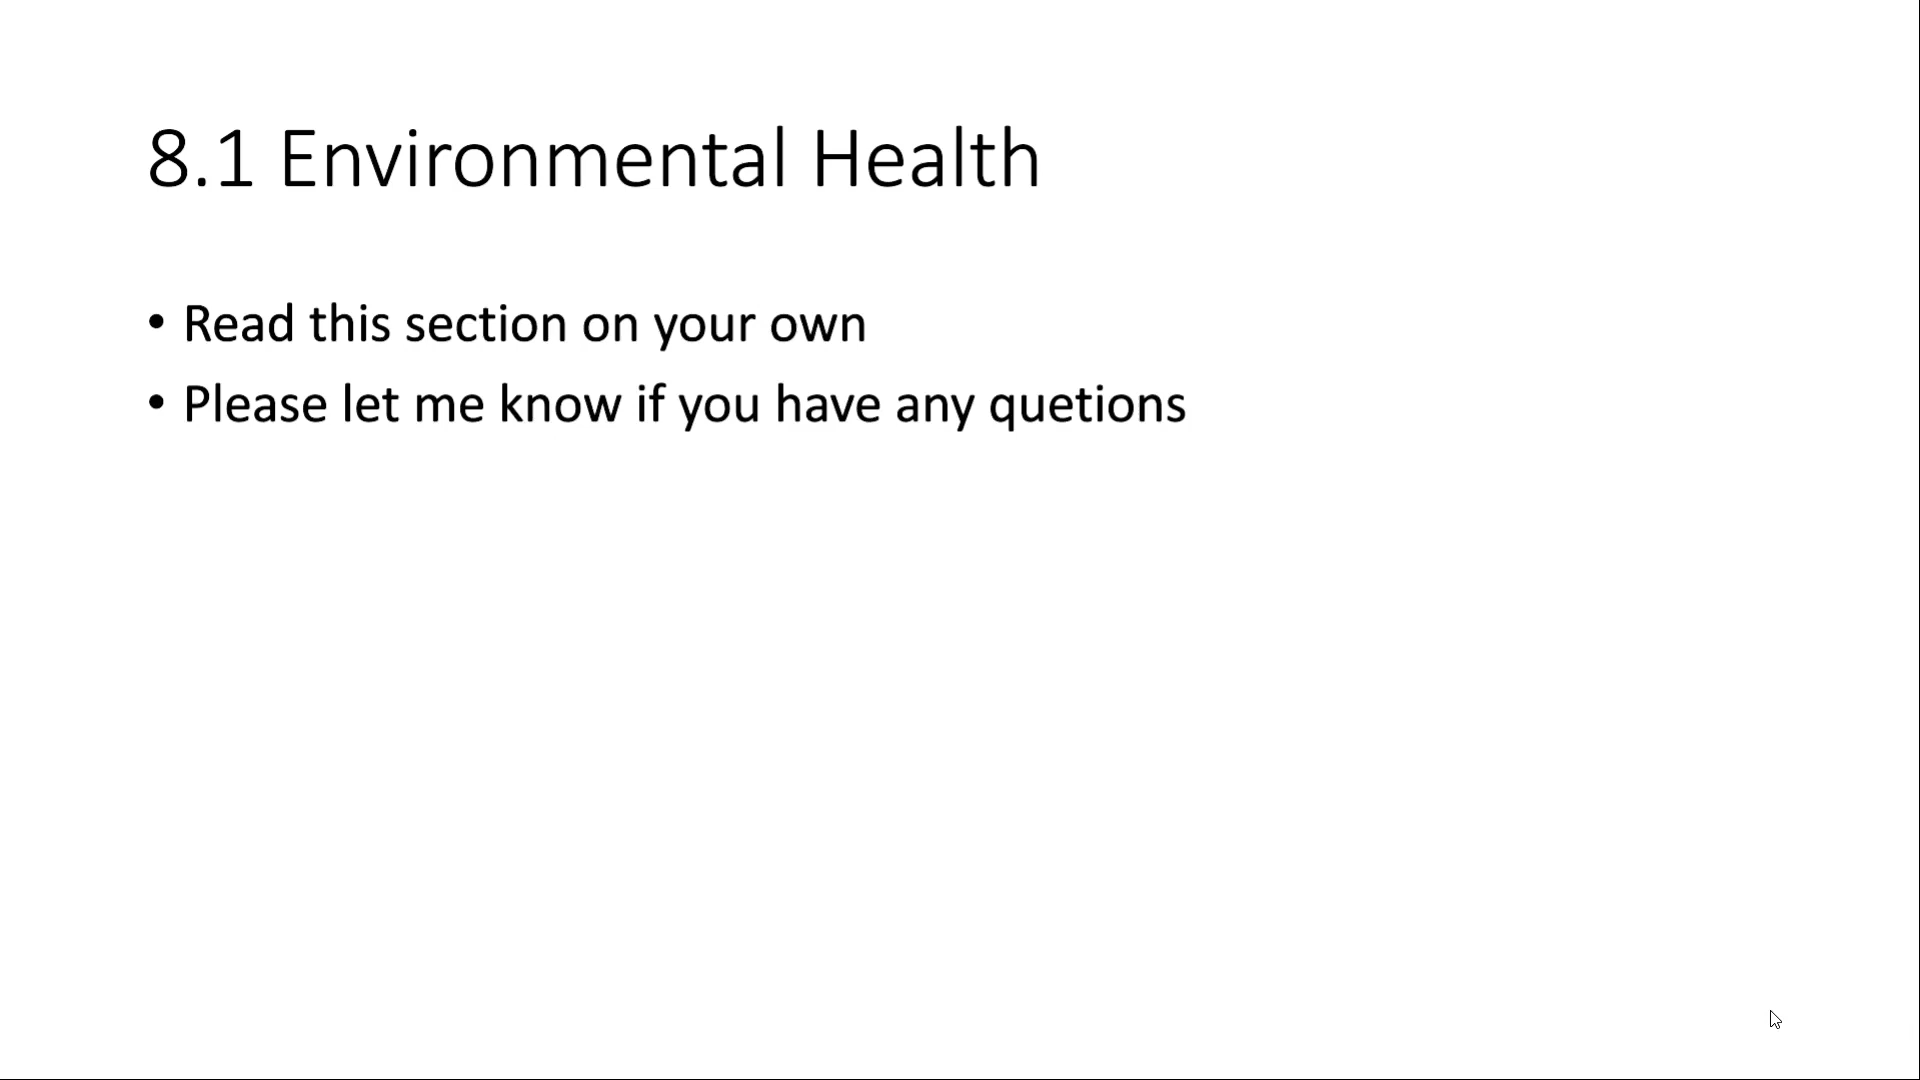 8.1 Environmental Health
• Read this section on your own
• Please let me know if you have any quetions